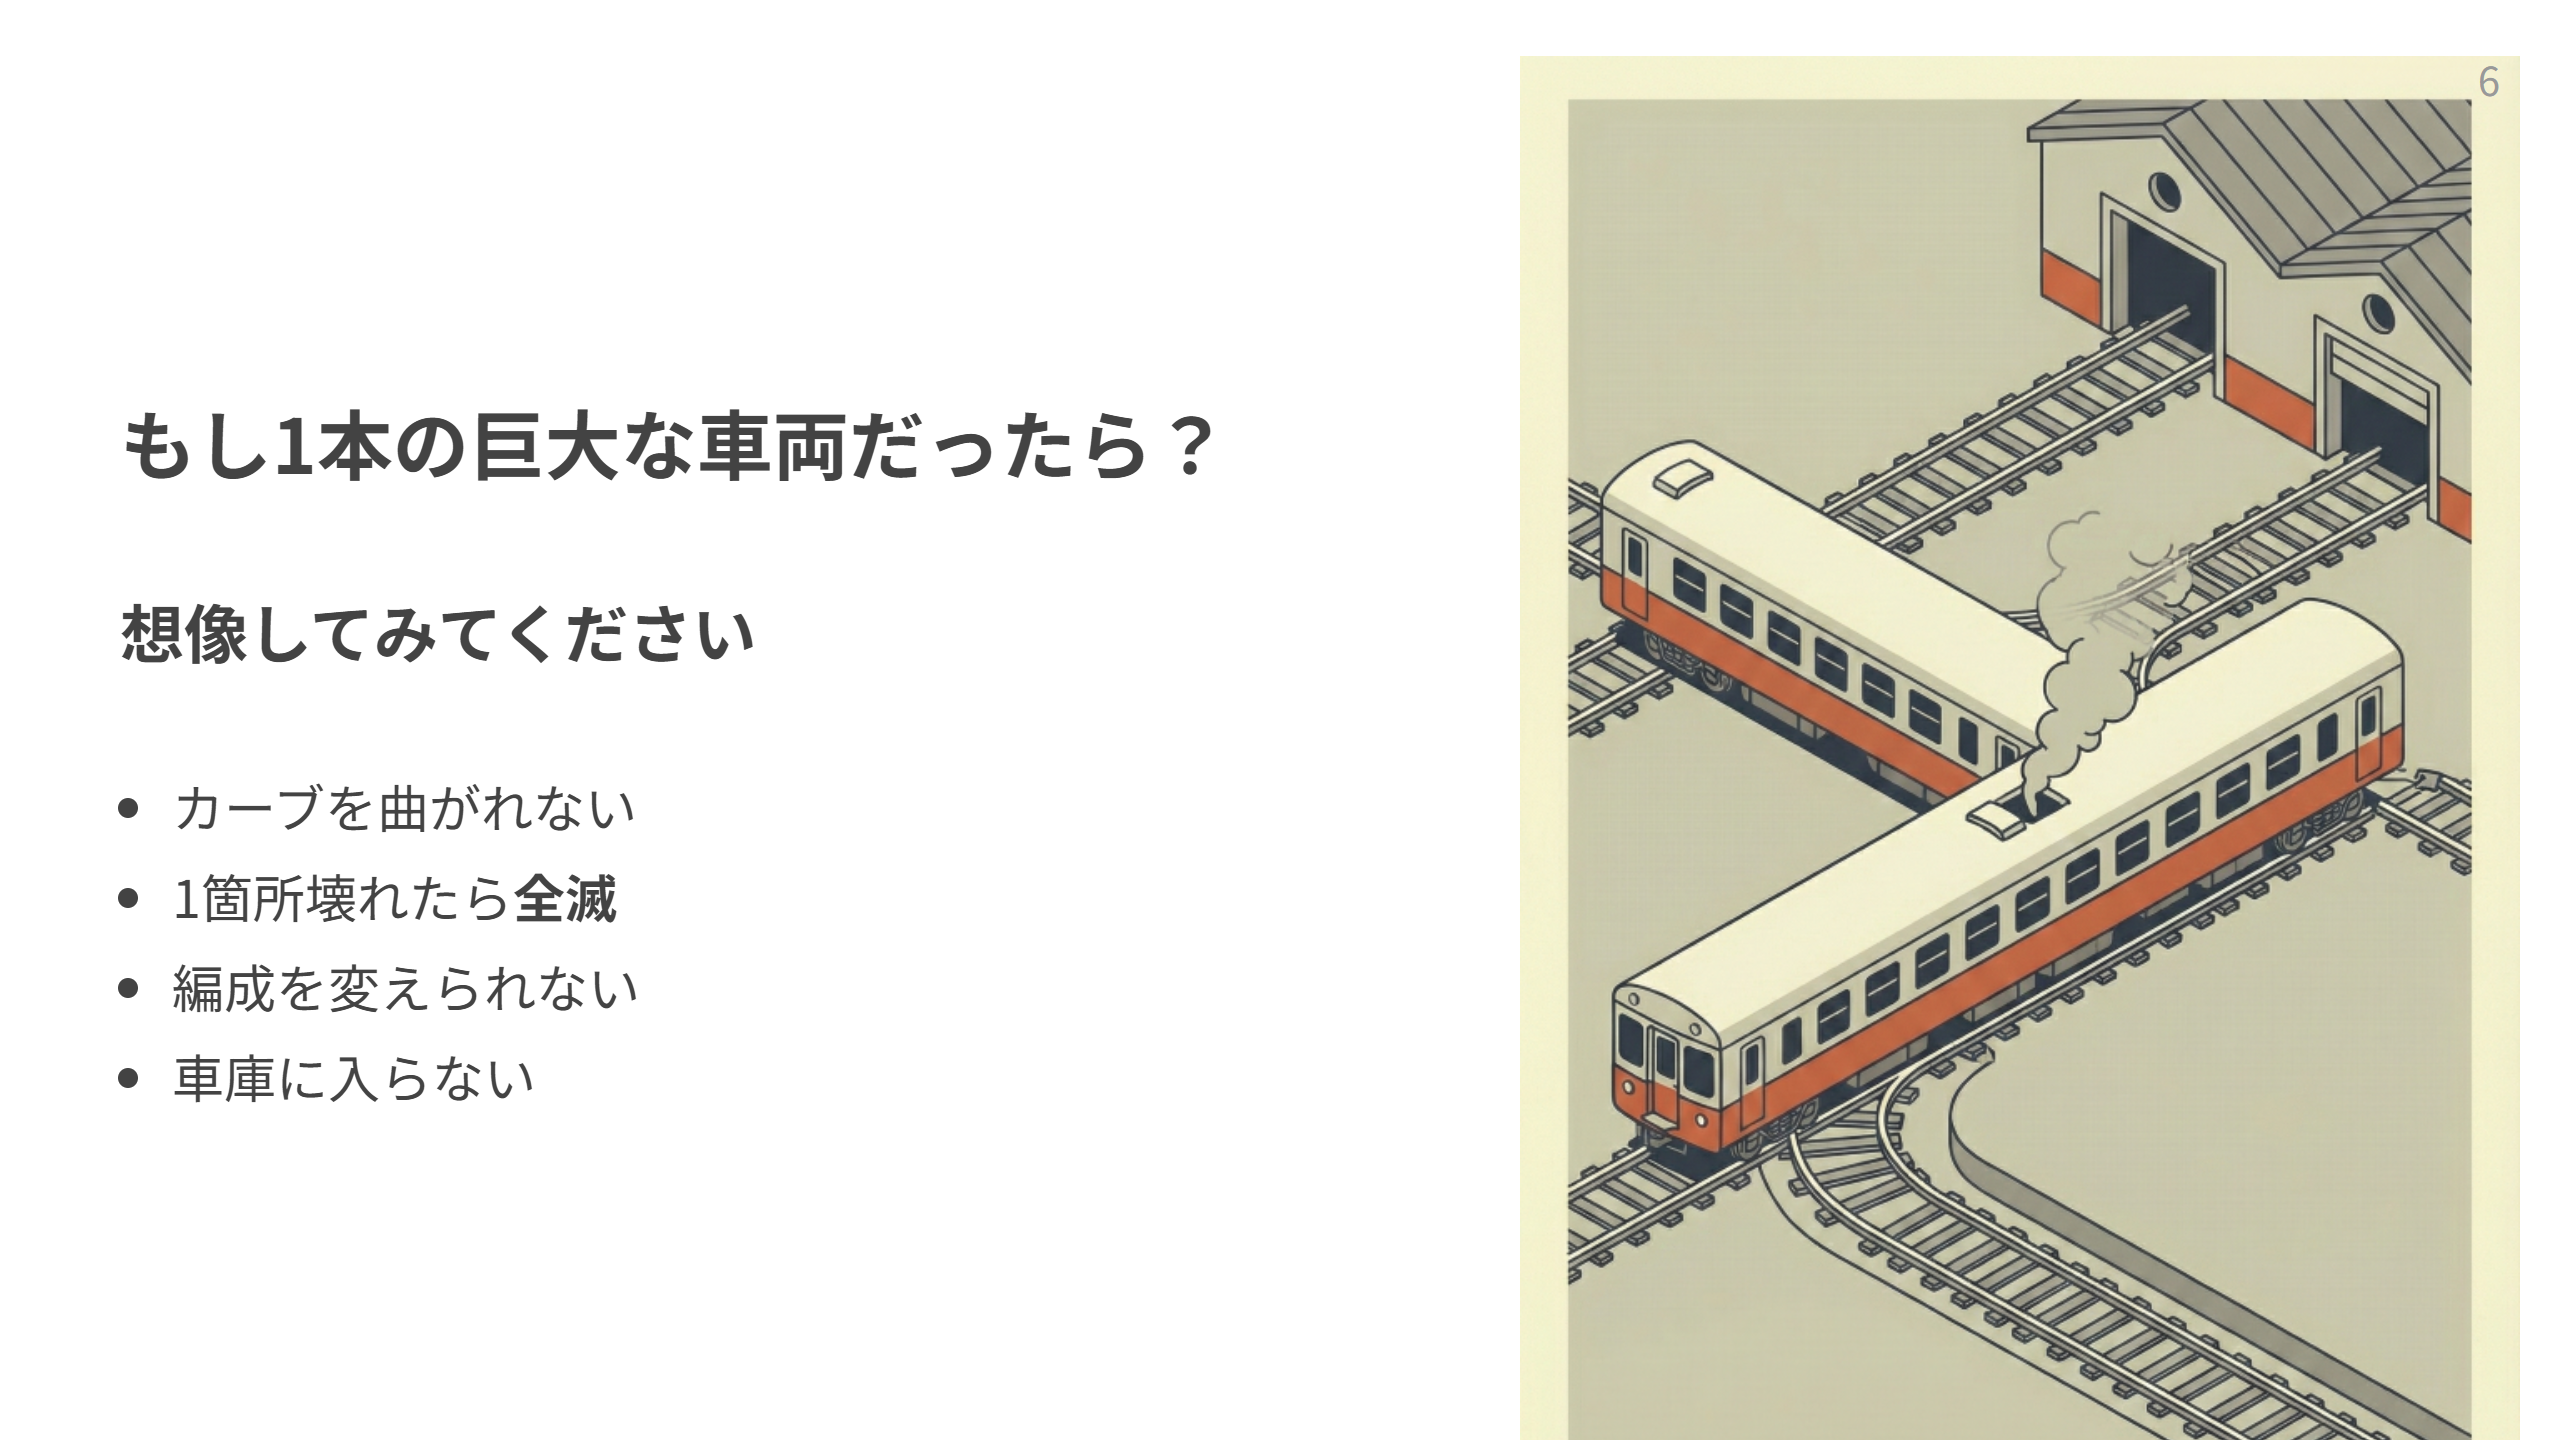 6
もし1本の巨大な車両だったら？
想像してみてください
• カーブを曲がれない
• 1箇所壊れたら全滅
• 編成を変えられない
• 車庫に入らない